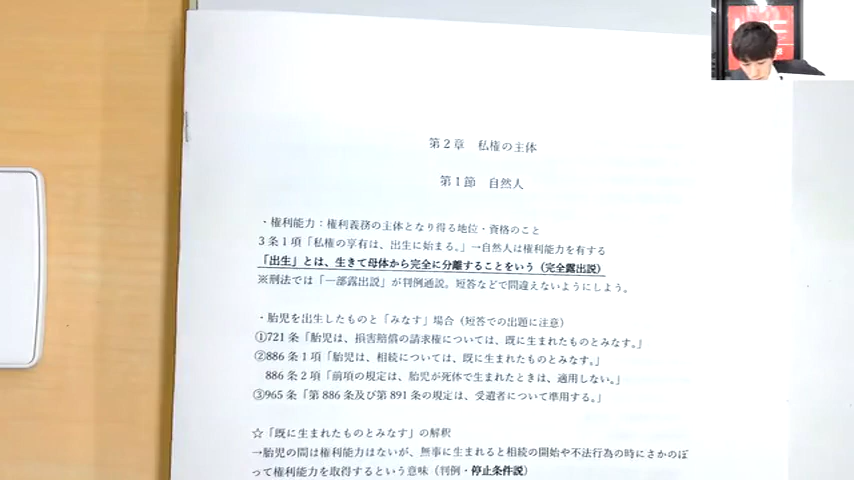 第2章　私権の主体
第1節　自然人
・権利能力：権利義務の主体となり得る地位・資格のこと
3条1項「私権の享有は、出生に始まる。」→自然人は権利能力を有する
「出生」とは、生きて母体から完全に分離することをいう（完全露出説）
※刑法では「一部露出説」が判例通説。短答などで間違えないようにしよう。
・胎児を出生したものと「みなす」場合（短答での出題に注意）
①721条「胎児は、損害賠償の請求権については、既に生まれたものとみなす。」
②886条1項「胎児は、相続については、既に生まれたものとみなす。」
886条2項「前項の規定は、胎児が死体で生まれたときは、適用しない。」
③965条「第886条及び第891条の規定は、受遺者について準用する。」
☆「既に生まれたものとみなす」の解釈
→胎児の間は権利能力はないが、無事に生まれると相続の開始や不法行為の時にさかのぼ
って権利能力を取得するという意味（判例・停止条件説）